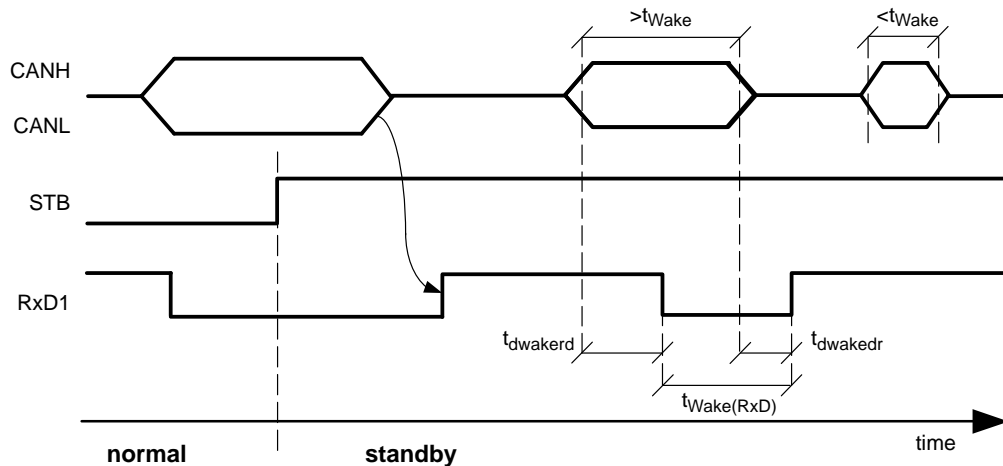 >tWake
<tWake
CANH
CANL
STB
RxD1
tdwakerd
tdwakedr
tWake(RxD)
time
normal
standby